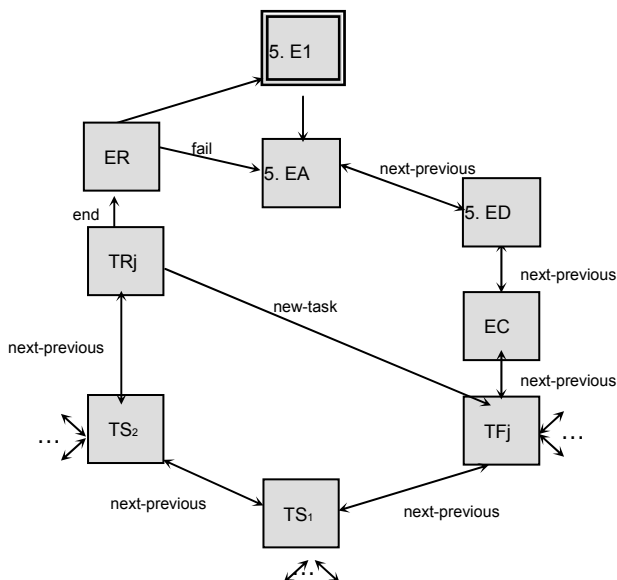 5. E1
ER
fail
5. EA
next-previous
5. ED
end
TRj
next-previous
new-task
EC
next-previous
next-previous
TS₂
...
TFj
...
next-previous
TS₁
next-previous
...